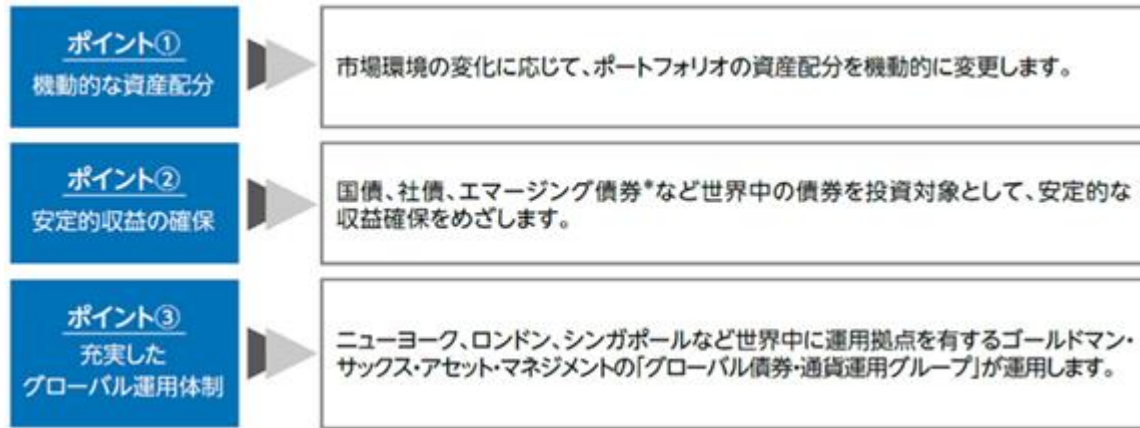 ポイント①
機動的な資産配分
市場環境の変化に応じて、ポートフォリオの資産配分を機動的に変更します。
ポイント②
安定的収益の確保
国債、社債、エマージング債券*など世界中の債券を投資対象として、安定的な
収益確保をめざします。
ポイント③
充実した
グローバル運用体制
ニューヨーク、ロンドン、シンガポールなど世界中に運用拠点を有するゴールドマン・
サックス・アセット・マネジメントの「グローバル債券・通貨運用グループ」が運用します。